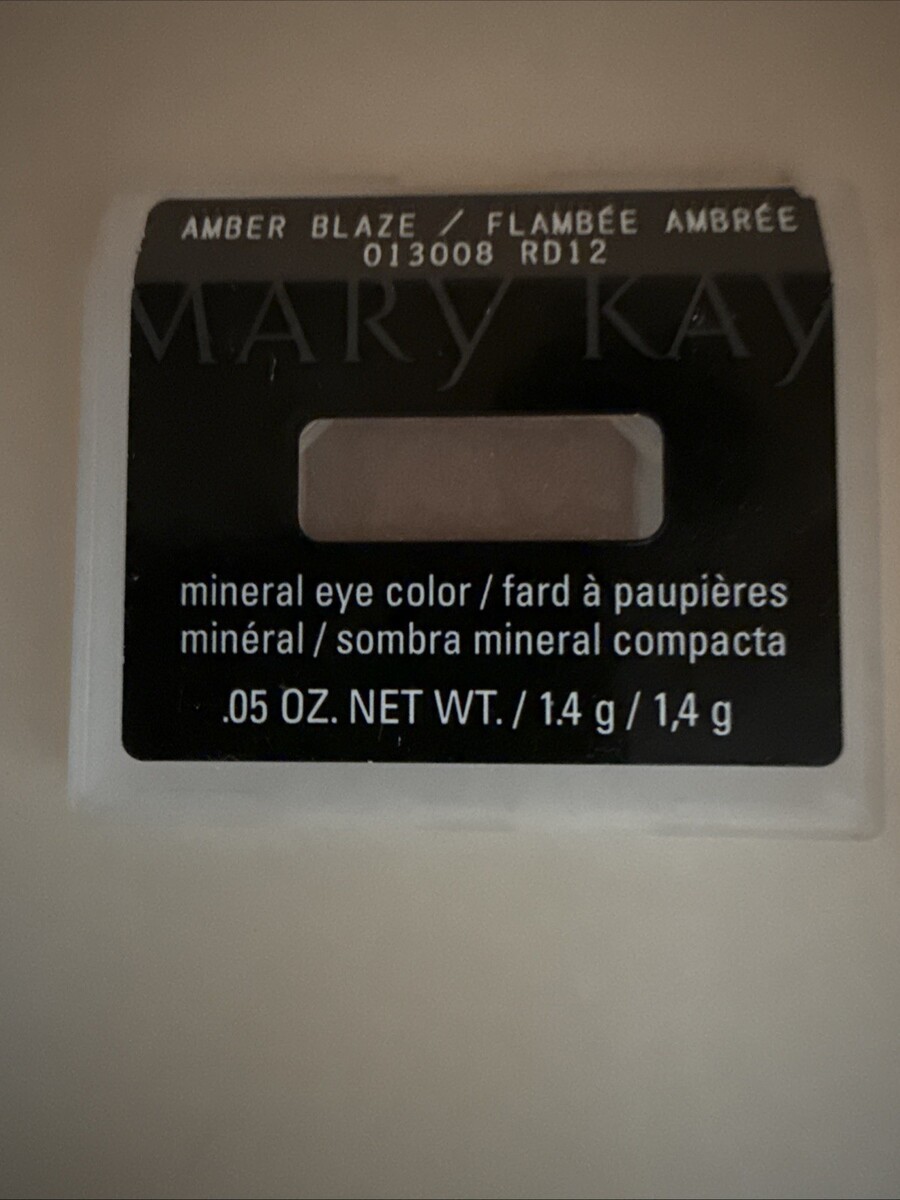 AMBER BLAZE / FLAMBÉE AMBRÉE
013008 RD12
MARY KAY
mineral eye color / fard à paupières
minéral / sombra mineral compacta
.05 OZ. NET WT. / 1.4 g / 1,4 g